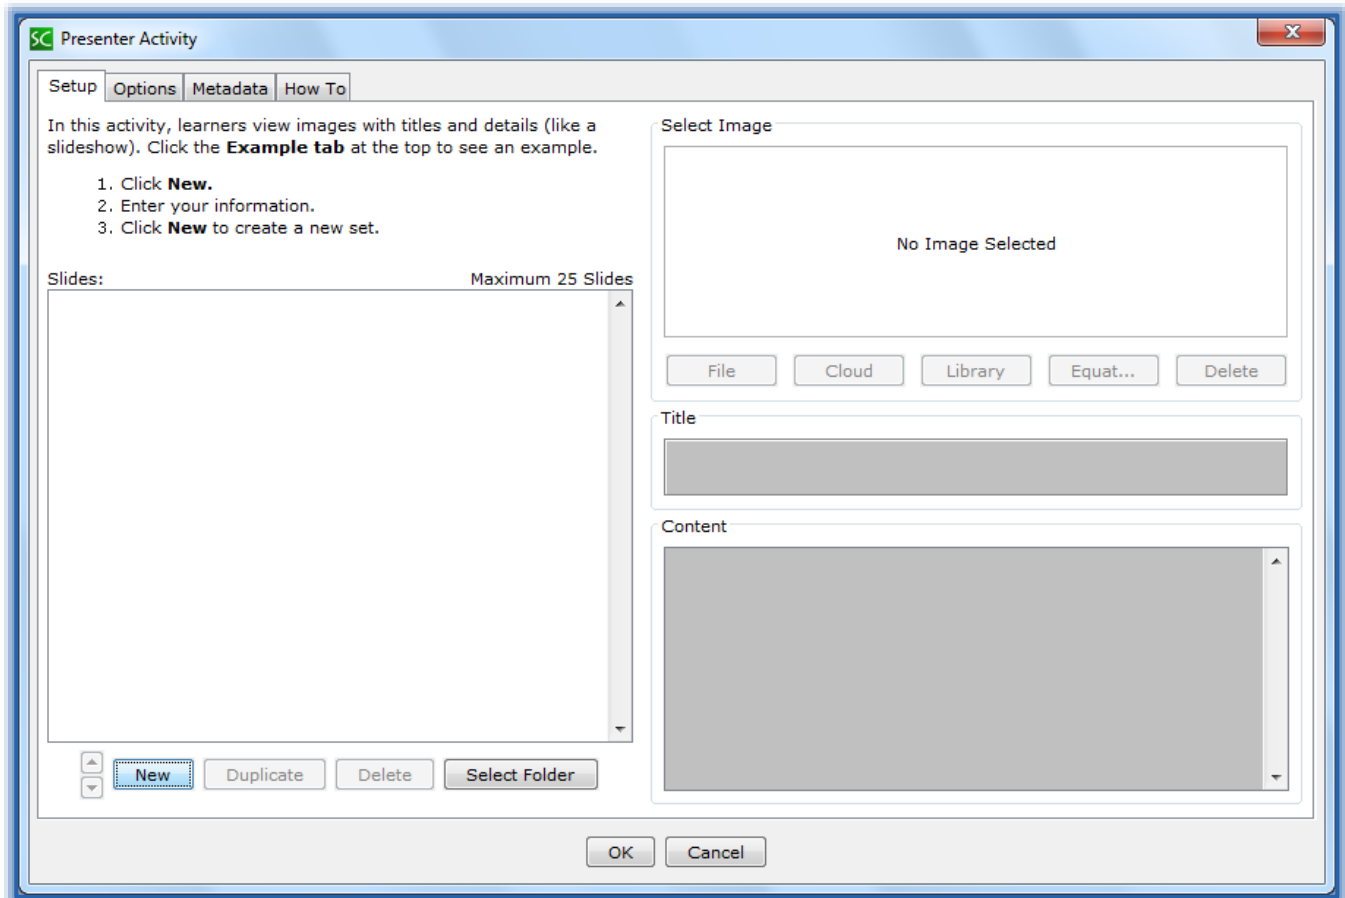 SC Presenter Activity
X
Setup Options Metadata How To
In this activity, learners view images with titles and details (like a
slideshow). Click the Example tab at the top to see an example.
1. Click New.
2. Enter your information.
3. Click New to create a new set.
Slides: Maximum 25 Slides
New Duplicate Delete Select Folder
Select Image
No Image Selected
File Cloud Library Equat... Delete
Title
Content
OK Cancel